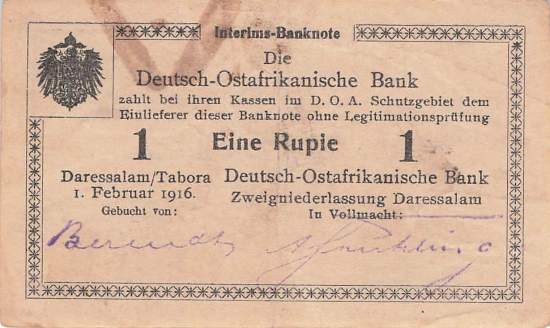 Interims-Banknote
Die
Deutsch-Ostafrikanische Bank
zahlt bei ihren Kassen im D. O. A. Schutzgebiet dem
Einlieferer dieser Banknote ohne Legitimationsprüfung
1 Eine Rupie 1
Daressalam/Tabora Deutsch-Ostafrikanische Bank
1. Februar 1916. Zweigniederlassung Daressalam
Gebucht von: In Vollmacht: